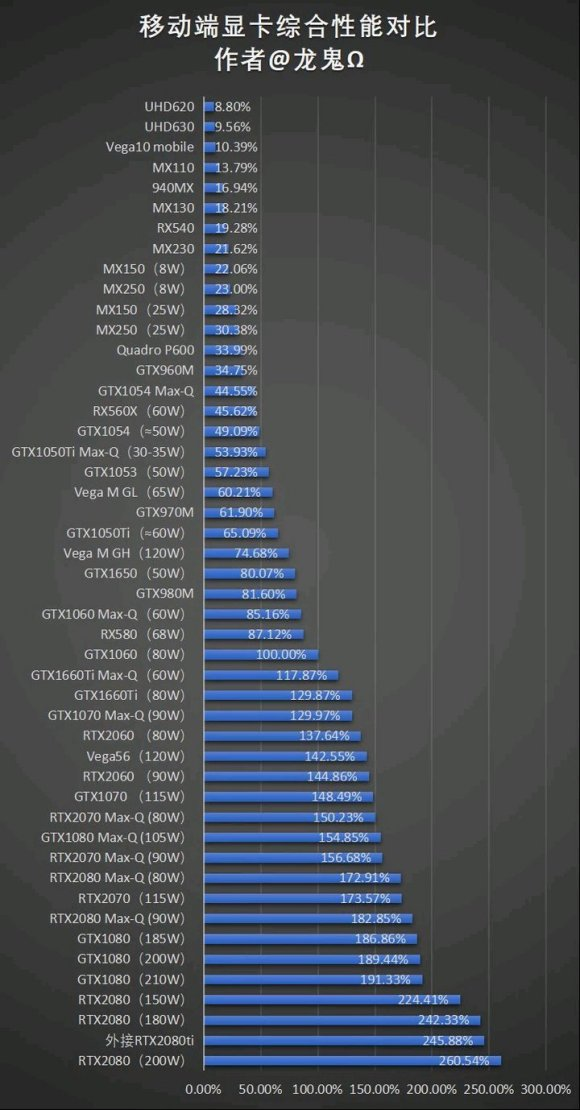 移动端显卡综合性能对比
作者@龙鬼Ω
UHD620 8.80%
UHD630 9.56%
Vega10 mobile 10.39%
MX110 13.79%
940MX 16.94%
MX130 18.21%
RX540 19.28%
MX230 21.62%
MX150（8W） 22.06%
MX250（8W） 23.00%
MX150（25W） 28.32%
MX250（25W） 30.38%
Quadro P600 33.99%
GTX960M 34.75%
GTX1054 Max-Q 44.55%
RX560X（60W） 45.62%
GTX1054（≈50W） 49.09%
GTX1050Ti Max-Q（30-35W） 53.93%
GTX1053（50W） 57.23%
Vega M GL（65W） 60.21%
GTX970M 61.90%
GTX1050Ti（≈60W） 65.09%
Vega M GH（120W） 74.68%
GTX1650（50W） 80.07%
GTX980M 81.60%
GTX1060 Max-Q（60W） 85.16%
RX580（68W） 87.12%
GTX1060（80W） 100.00%
GTX1660Ti Max-Q（60W） 117.87%
GTX1660Ti（80W） 129.87%
GTX1070 Max-Q (90W) 129.97%
RTX2060 （80W） 137.64%
Vega56（120W） 142.55%
RTX2060 （90W） 144.86%
GTX1070 （115W） 148.49%
RTX2070 Max-Q (80W) 150.23%
GTX1080 Max-Q (105W) 154.85%
RTX2070 Max-Q (90W) 156.68%
RTX2080 Max-Q (80W) 172.91%
RTX2070（115W） 173.57%
RTX2080 Max-Q (90W) 182.85%
GTX1080（185W） 186.86%
GTX1080（200W） 189.44%
GTX1080（210W） 191.33%
RTX2080（150W） 224.41%
RTX2080（180W） 242.33%
外接RTX2080ti 245.88%
RTX2080（200W） 260.54%
0.00% 50.00% 100.00% 150.00% 200.00% 250.00% 300.00%